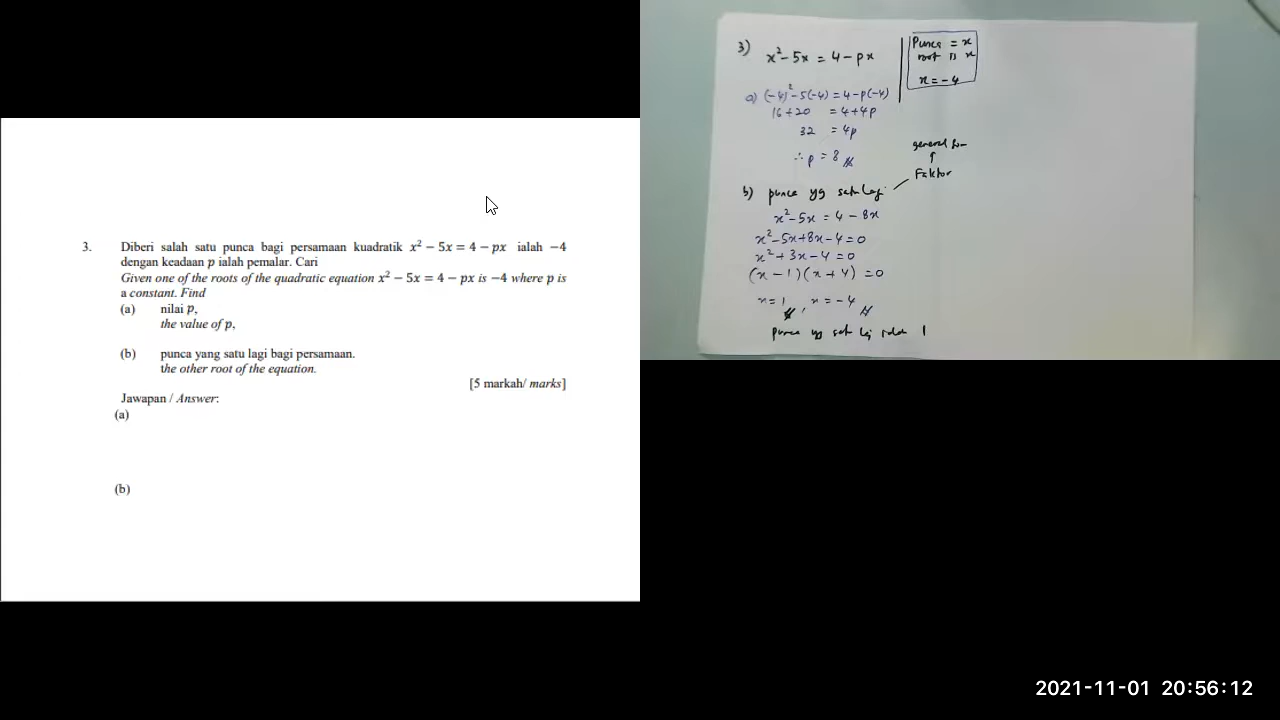 3. Diberi salah satu punca bagi persamaan kuadratik x² − 5x = 4 − px ialah −4
dengan keadaan p ialah pemalar. Cari
Given one of the roots of the quadratic equation x² − 5x = 4 − px is −4 where p is
a constant. Find
(a) nilai p,
the value of p,
(b) punca yang satu lagi bagi persamaan.
the other root of the equation.
[5 markah/ marks]
Jawapan / Answer:
(a)
(b)
3) x² − 5x = 4 − px
Punca = x
root is x
x = −4
a) (−4)² − 5(−4) = 4 − p(−4)
16 + 20 = 4 + 4p
32 = 4p
∴ p = 8
general
Faktor
b) punca yg satu lagi
x² − 5x = 4 − 8x
x² − 5x + 8x − 4 = 0
x² + 3x − 4 = 0
(x − 1)(x + 4) = 0
x = 1, x = −4
punca yg satu lg 1
2021-11-01 20:56:12